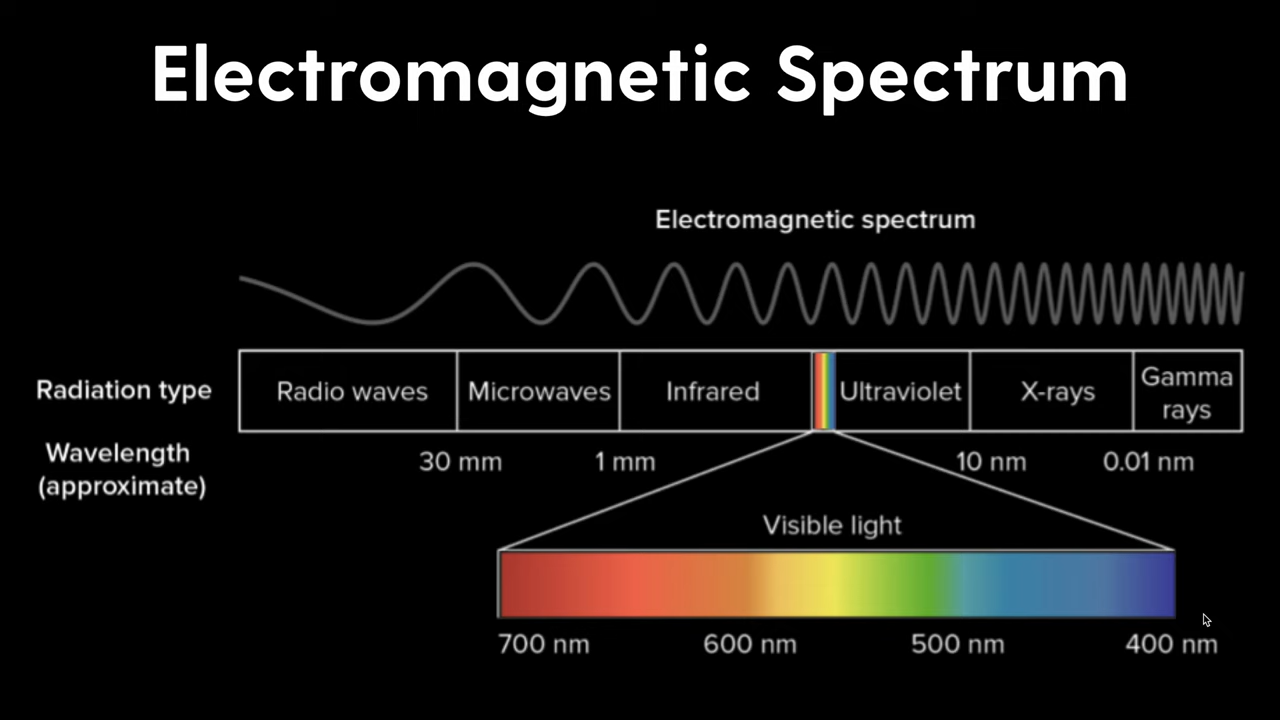 Electromagnetic Spectrum
Electromagnetic spectrum
Radiation type
Radio waves
Microwaves
Infrared
Ultraviolet
X-rays
Gamma
rays
Wavelength
(approximate)
30 mm
1 mm
10 nm
0.01 nm
Visible light
700 nm
600 nm
500 nm
400 nm